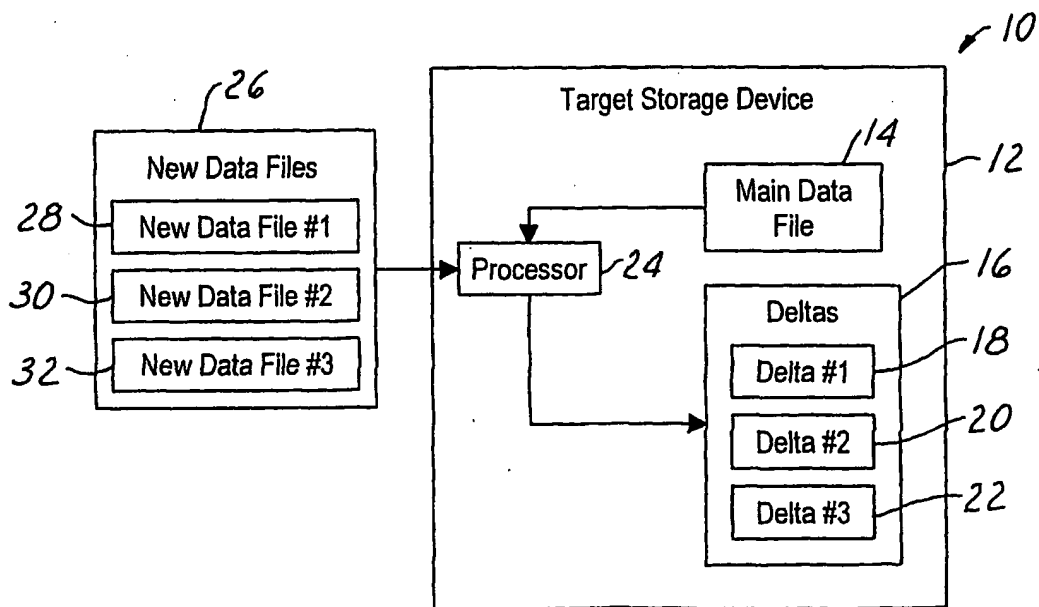 10
26
Target Storage Device
14
12
New Data Files
Main Data
File
28
New Data File #1
Processor
24
16
30
New Data File #2
Deltas
18
32
New Data File #3
Delta #1
20
Delta #2
22
Delta #3